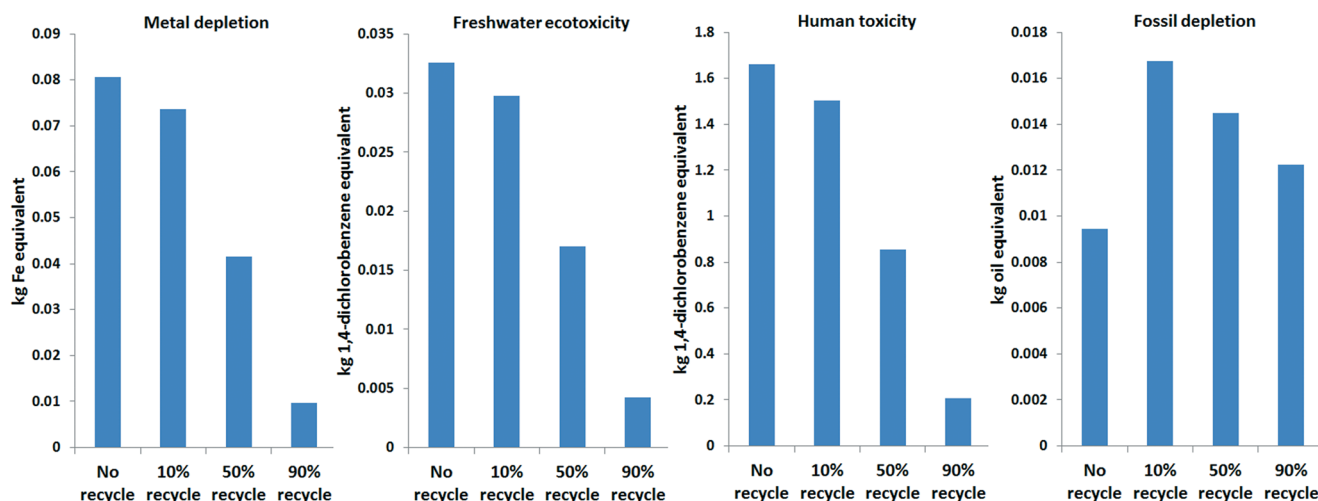 Metal depletion
kg Fe equivalent
0.09
0.08
0.07
0.06
0.05
0.04
0.03
0.02
0.01
0
No recycle
10% recycle
50% recycle
90% recycle
Freshwater ecotoxicity
kg 1,4-dichlorobenzene equivalent
0.035
0.03
0.025
0.02
0.015
0.01
0.005
0
No recycle
10% recycle
50% recycle
90% recycle
Human toxicity
kg 1,4-dichlorobenzene equivalent
1.8
1.6
1.4
1.2
1
0.8
0.6
0.4
0.2
0
No recycle
10% recycle
50% recycle
90% recycle
Fossil depletion
kg oil equivalent
0.018
0.016
0.014
0.012
0.01
0.008
0.006
0.004
0.002
0
No recycle
10% recycle
50% recycle
90% recycle